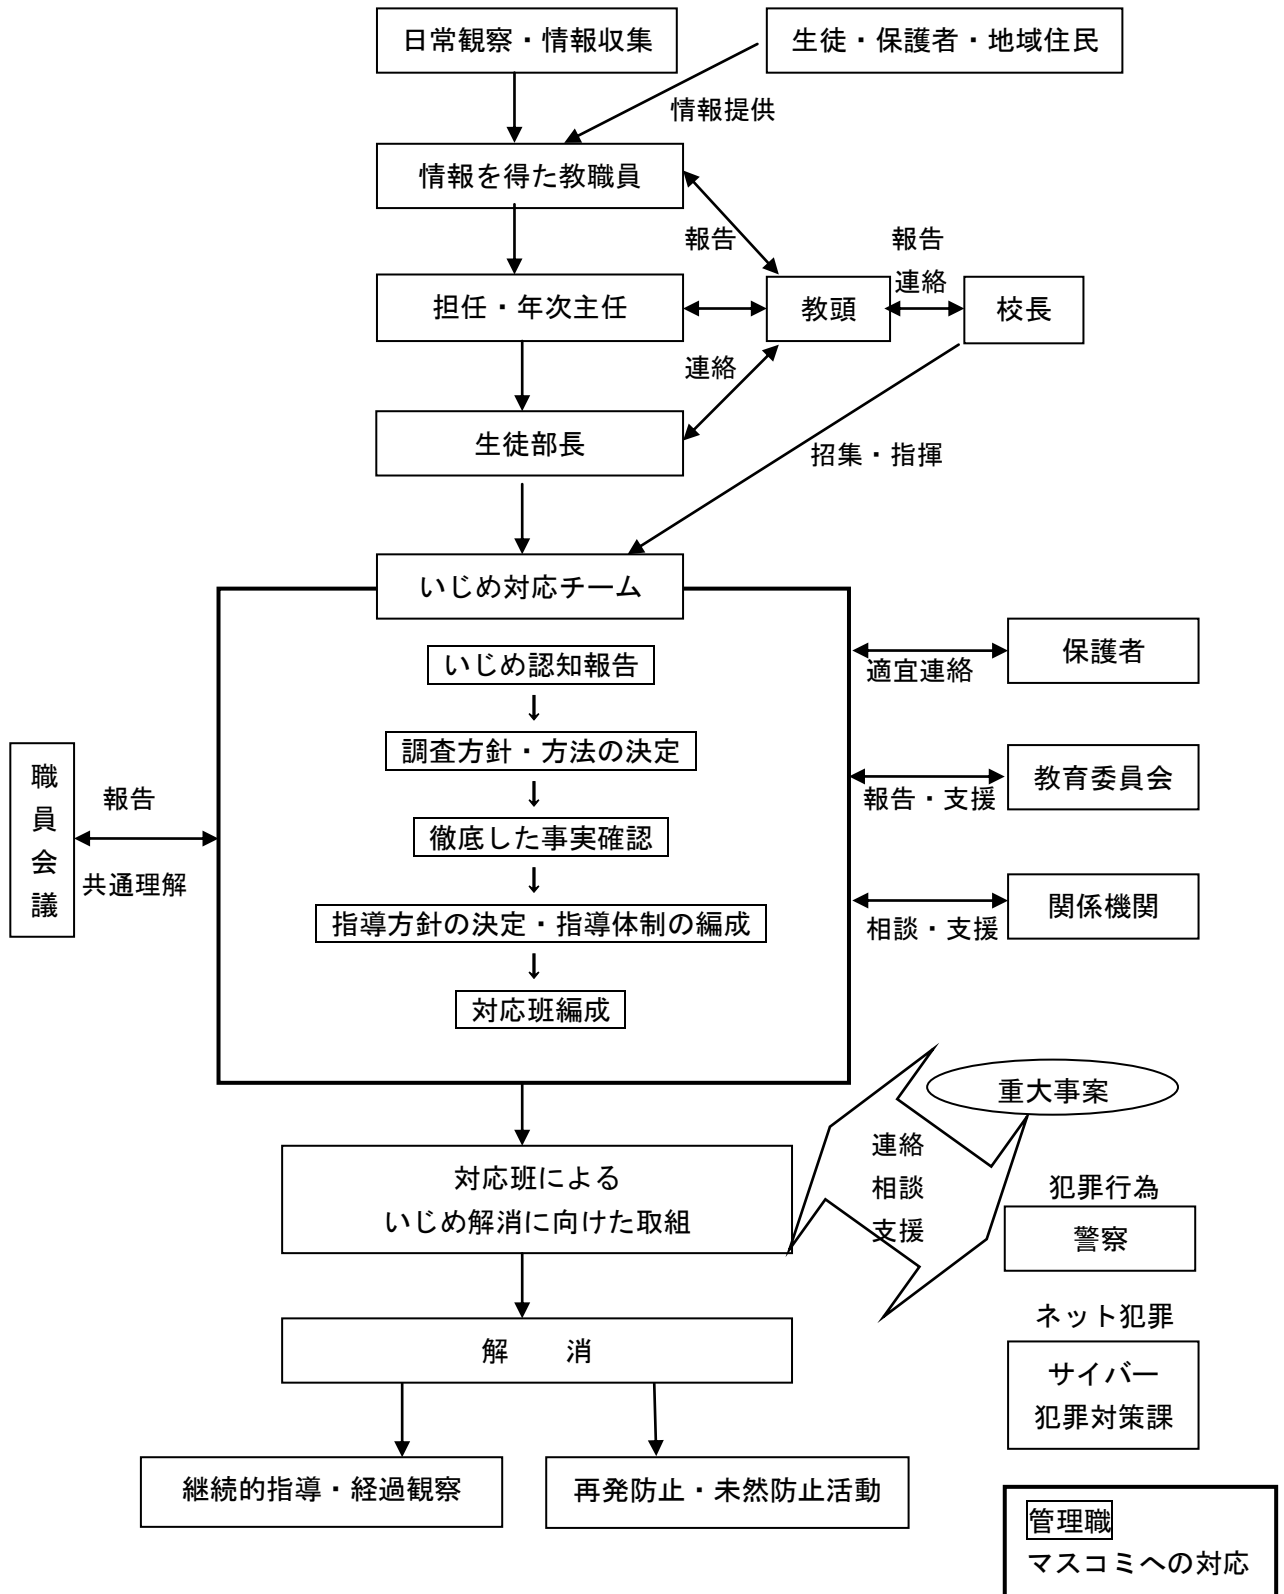 日常観察・情報収集
生徒・保護者・地域住民
情報提供
情報を得た教職員
報告
報告
連絡
担任・年次主任
教頭
校長
連絡
生徒部長
招集・指揮
いじめ対応チーム
いじめ認知報告
↓
調査方針・方法の決定
↓
徹底した事実確認
↓
指導方針の決定・指導体制の編成
↓
対応班編成
職員会議
報告
共通理解
保護者
適宜連絡
教育委員会
報告・支援
関係機関
相談・支援
重大事案
連絡
相談
支援
対応班による
いじめ解消に向けた取組
犯罪行為
警察
ネット犯罪
サイバー
犯罪対策課
解　消
継続的指導・経過観察
再発防止・未然防止活動
管理職
マスコミへの対応